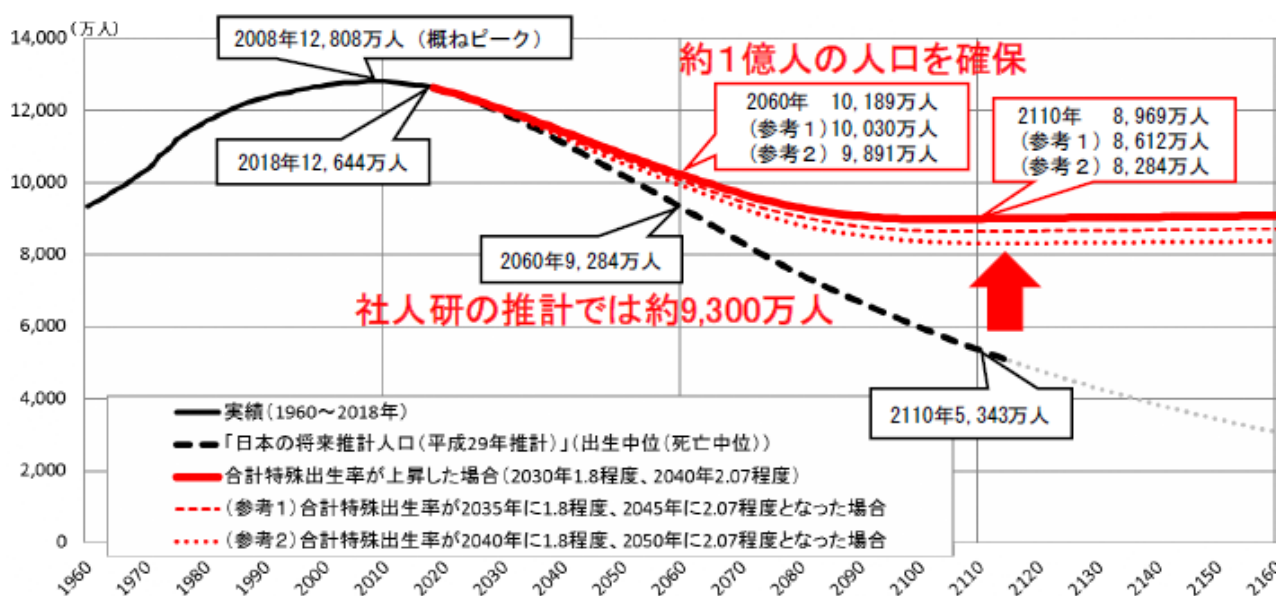 (万人)
14,000
12,000
10,000
8,000
6,000
4,000
2,000
0
2008年12,808万人（概ねピーク）
2018年12,644万人
約1億人の人口を確保
2060年　10,189万人
（参考１）10,030万人
（参考２） 9,891万人
2110年　8,969万人
（参考１）8,612万人
（参考２）8,284万人
2060年9,284万人
社人研の推計では約9,300万人
2110年5,343万人
実績（1960～2018年）
「日本の将来推計人口（平成29年推計）」（出生中位（死亡中位））
合計特殊出生率が上昇した場合（2030年1.8程度、2040年2.07程度）
（参考１）合計特殊出生率が2035年に1.8程度、2045年に2.07程度となった場合
（参考２）合計特殊出生率が2040年に1.8程度、2050年に2.07程度となった場合
1960
1970
1980
1990
2000
2010
2020
2030
2040
2050
2060
2070
2080
2090
2100
2110
2120
2130
2140
2150
2160